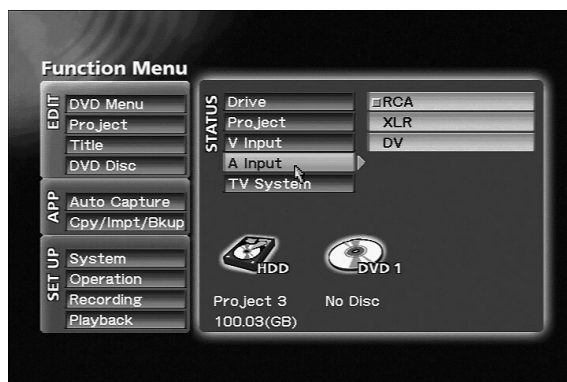 Function Menu
EDIT
DVD Menu
Project
Title
DVD Disc
APP
Auto Capture
Cpy/Impt/Bkup
SET UP
System
Operation
Recording
Playback
STATUS
Drive
Project
V Input
A Input
TV System
RCA
XLR
DV
HDD
DVD 1
Project 3
No Disc
100.03(GB)